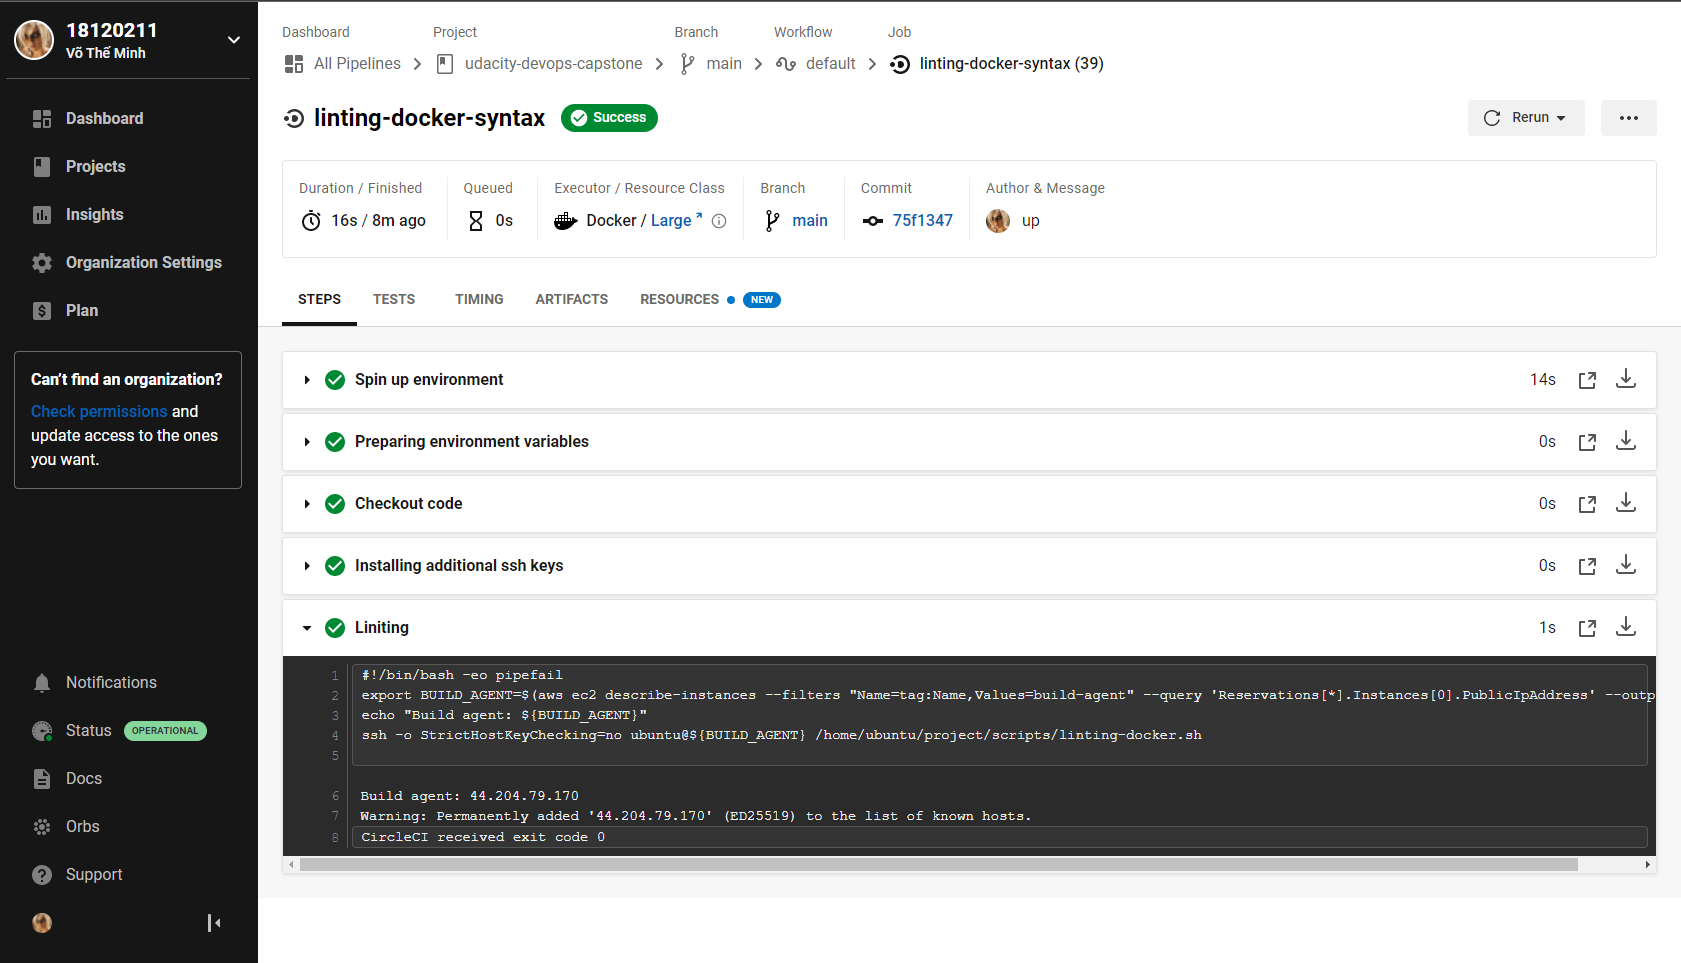 18120211
Võ Thế Minh
Dashboard
Projects
Insights
Organization Settings
Plan
Can't find an organization?
Check permissions and
update access to the ones
you want.
Notifications
Status OPERATIONAL
Docs
Orbs
Support
Dashboard Project Branch Workflow Job
All Pipelines udacity-devops-capstone main default linting-docker-syntax (39)
linting-docker-syntax Success
Rerun
Duration / Finished Queued Executor / Resource Class Branch Commit Author & Message
16s / 8m ago 0s Docker / Large main 75f1347 up
STEPS TESTS TIMING ARTIFACTS RESOURCES NEW
Spin up environment 14s
Preparing environment variables 0s
Checkout code 0s
Installing additional ssh keys 0s
Liniting 1s
1 #!/bin/bash -eo pipefail
2 export BUILD_AGENT=$(aws ec2 describe-instances --filters "Name=tag:Name,Values=build-agent" --query 'Reservations[*].Instances[0].PublicIpAddress' --outp
3 echo "Build agent: ${BUILD_AGENT}"
4 ssh -o StrictHostKeyChecking=no ubuntu@${BUILD_AGENT} /home/ubuntu/project/scripts/linting-docker.sh
5
6 Build agent: 44.204.79.170
7 Warning: Permanently added '44.204.79.170' (ED25519) to the list of known hosts.
8 CircleCI received exit code 0